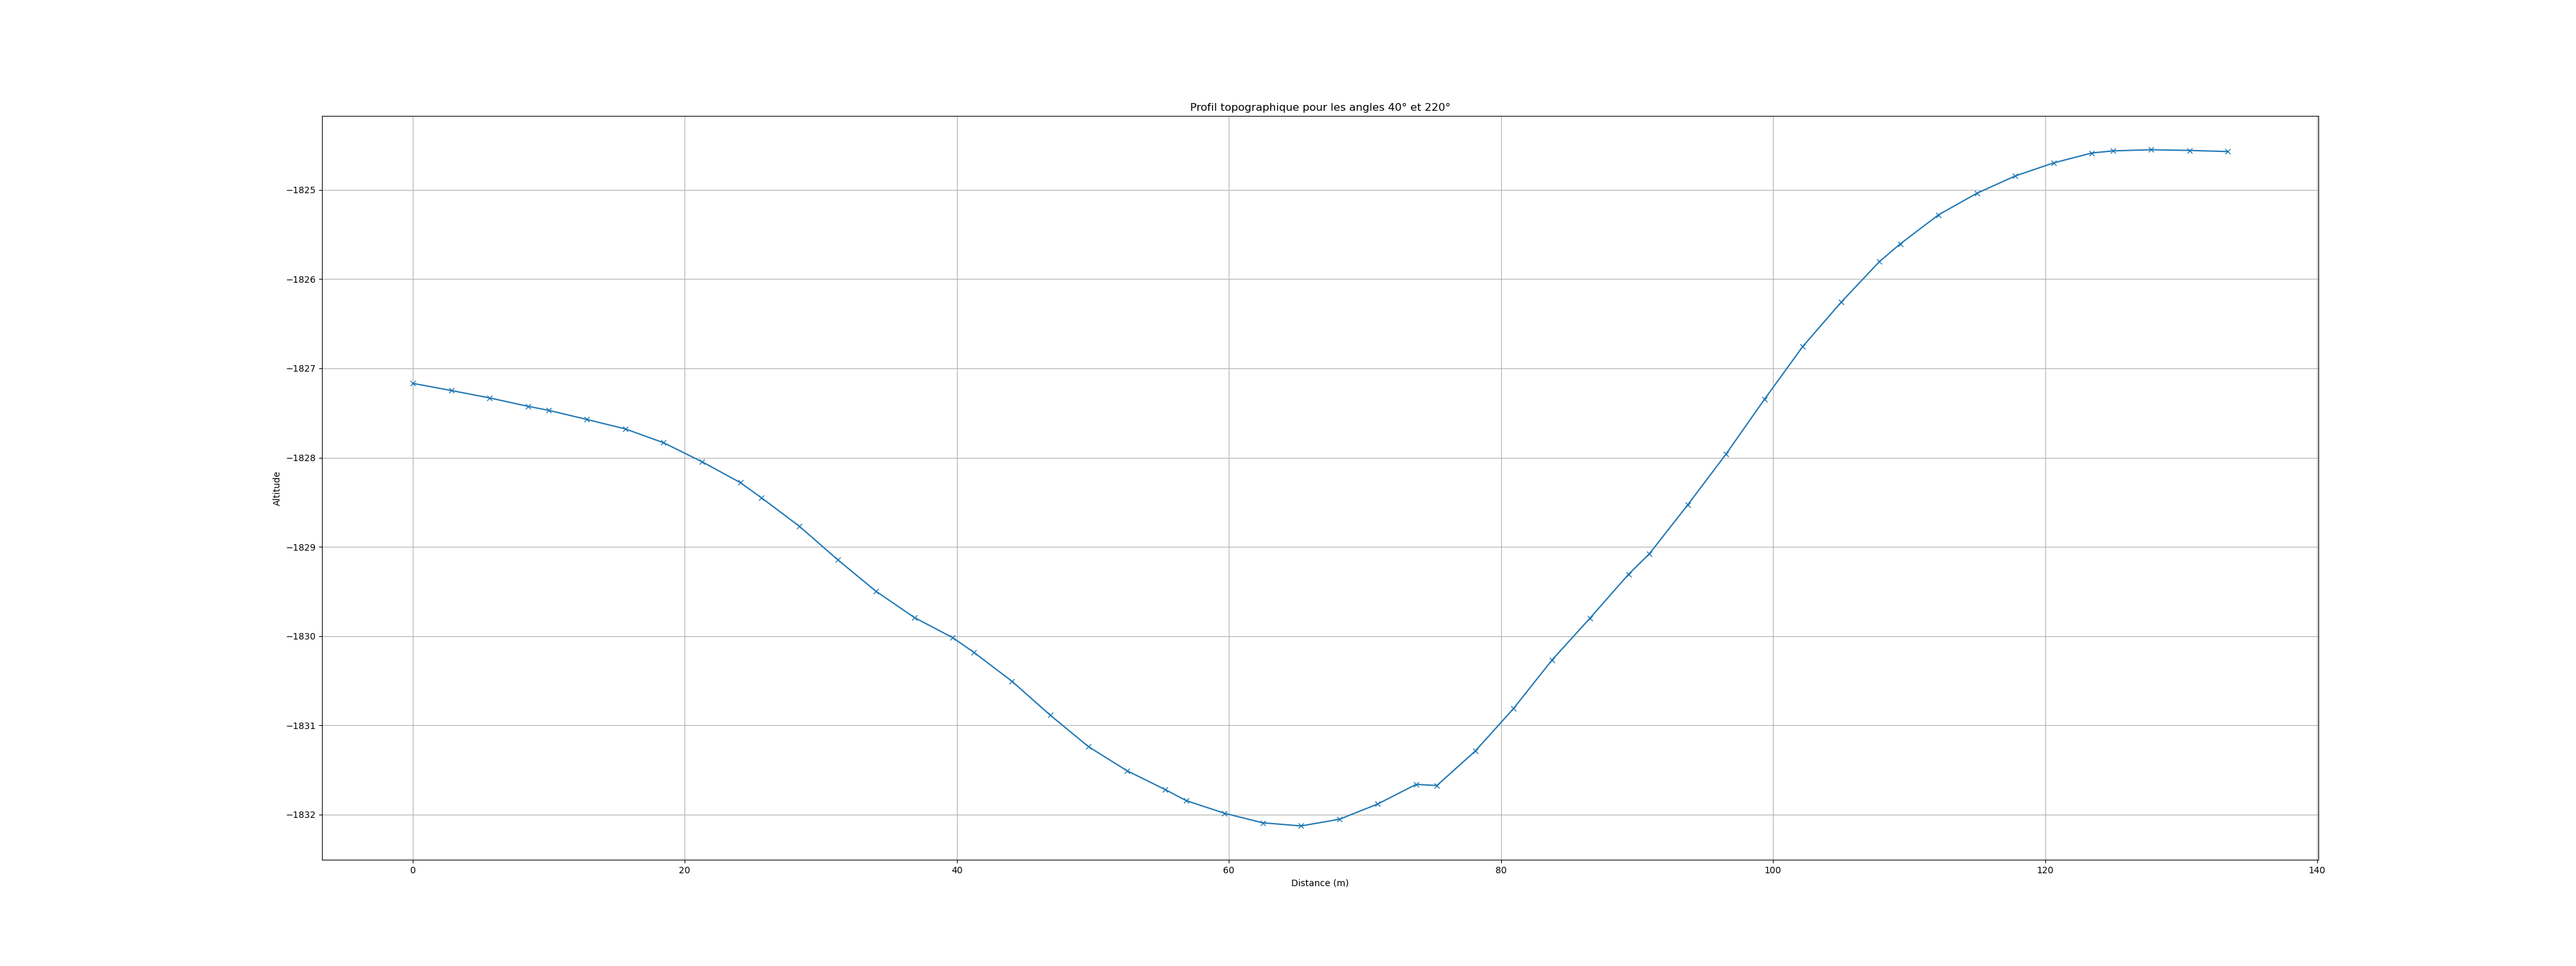 Profil topographique pour les angles 40° et 220°
−1825
−1826
−1827
−1828
−1829
−1830
−1831
−1832
Altitude
0 20 40 60 80 100 120 140
Distance (m)